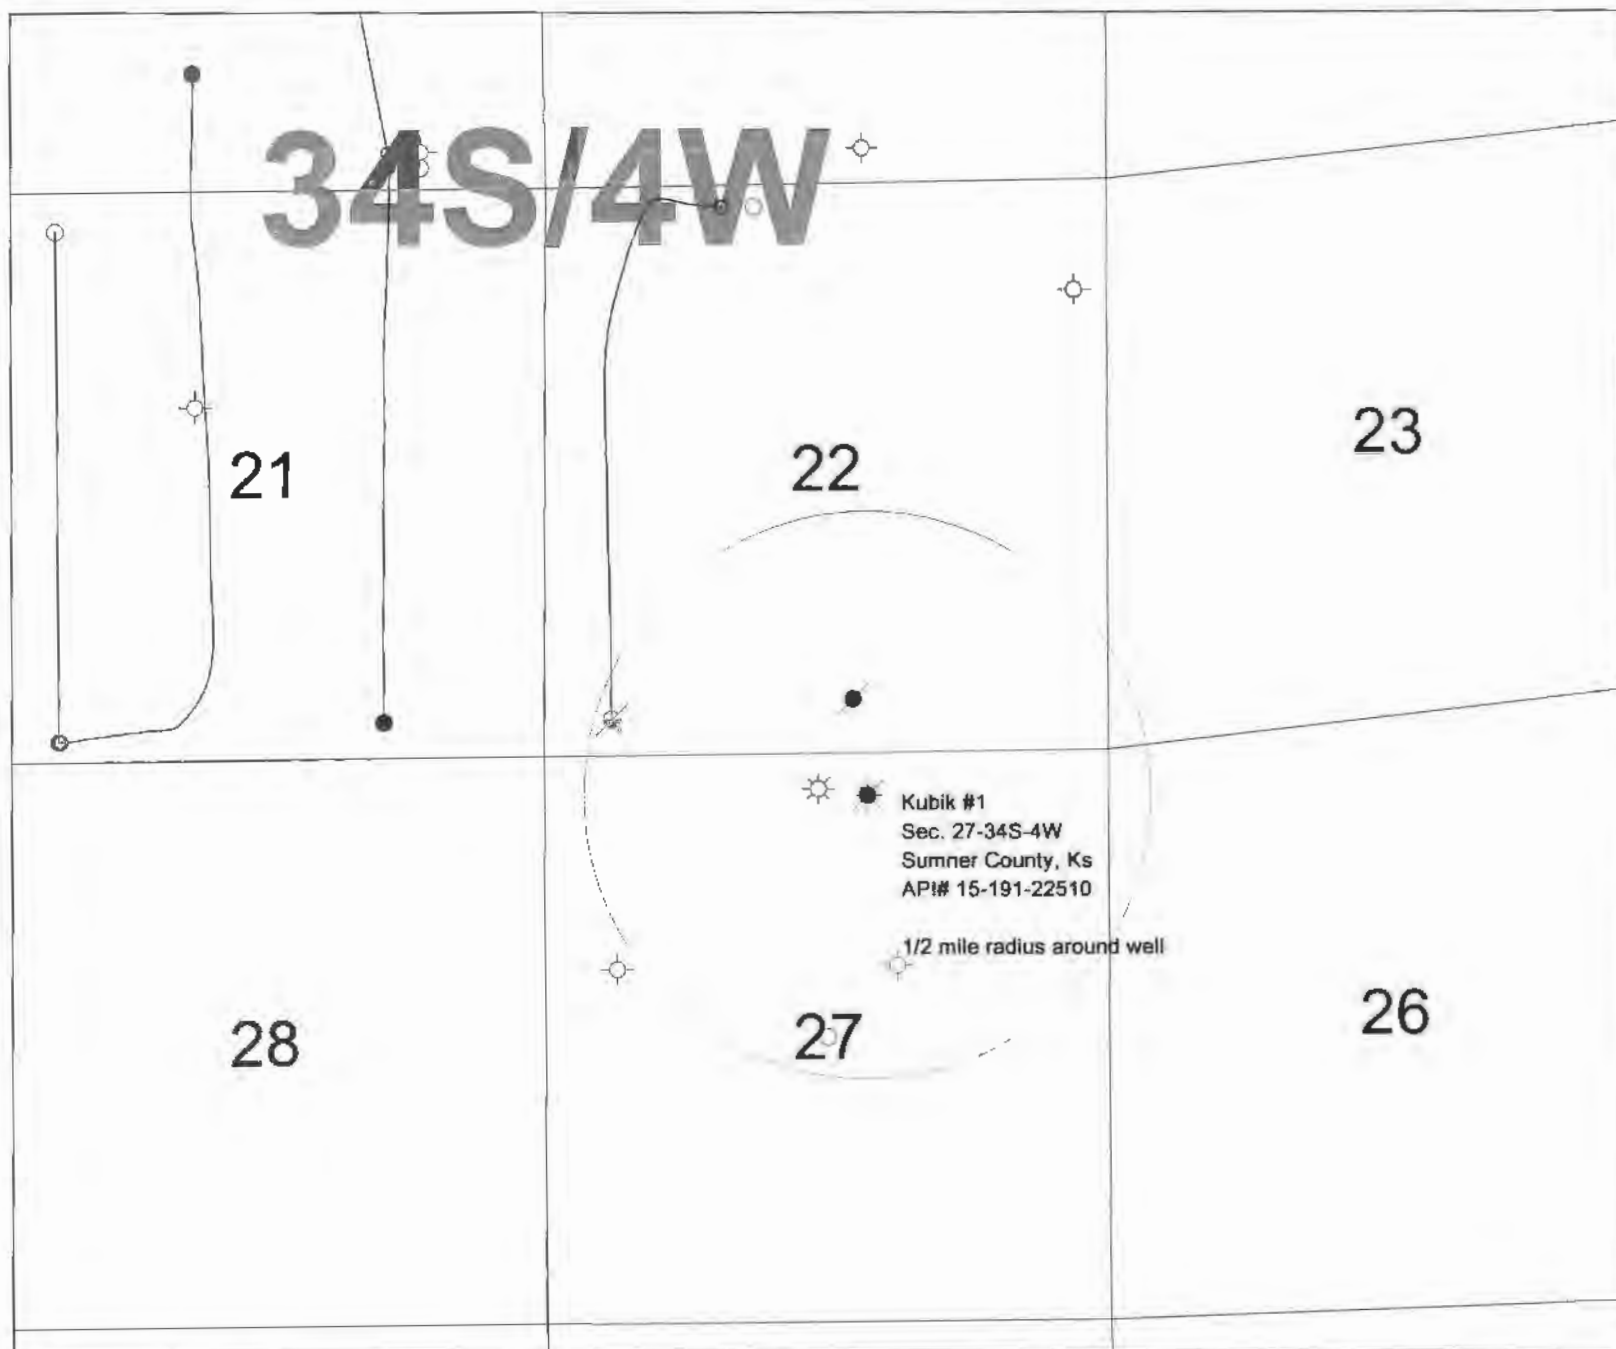 34S/4W
21
22
23
Kubik #1
Sec. 27-34S-4W
Sumner County, Ks
API# 15-191-22510
1/2 mile radius around well
28
27
26